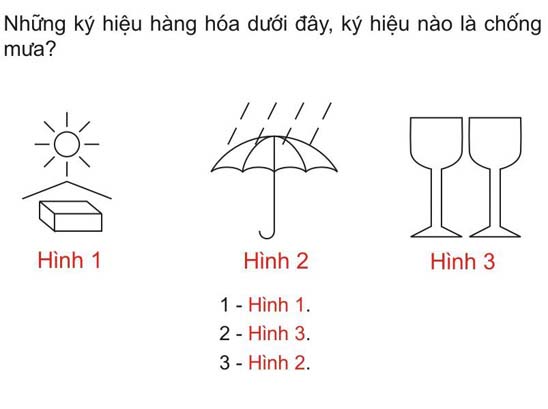 Những ký hiệu hàng hóa dưới đây, ký hiệu nào là chống
mưa?
Hình 1
Hình 2
Hình 3
1 - Hình 1.
2 - Hình 3.
3 - Hình 2.